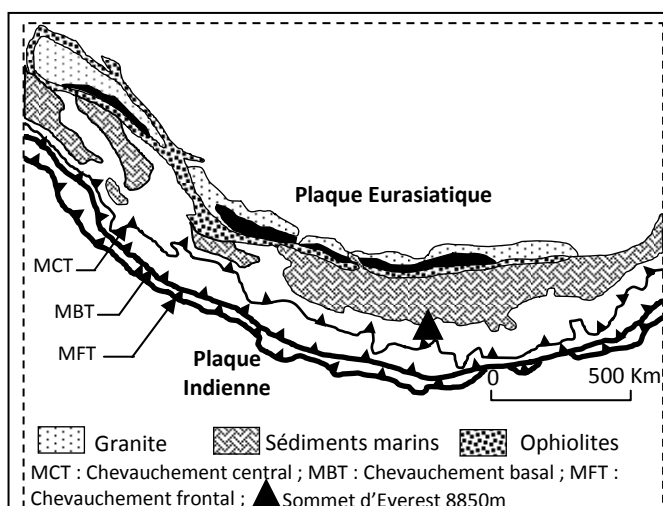 Plaque Eurasiatique
MCT
MBT
MFT
Plaque
Indienne
0 500 Km
Granite Sédiments marins Ophiolites
MCT : Chevauchement central ; MBT : Chevauchement basal ; MFT :
Chevauchement frontal ; Sommet d’Everest 8850m